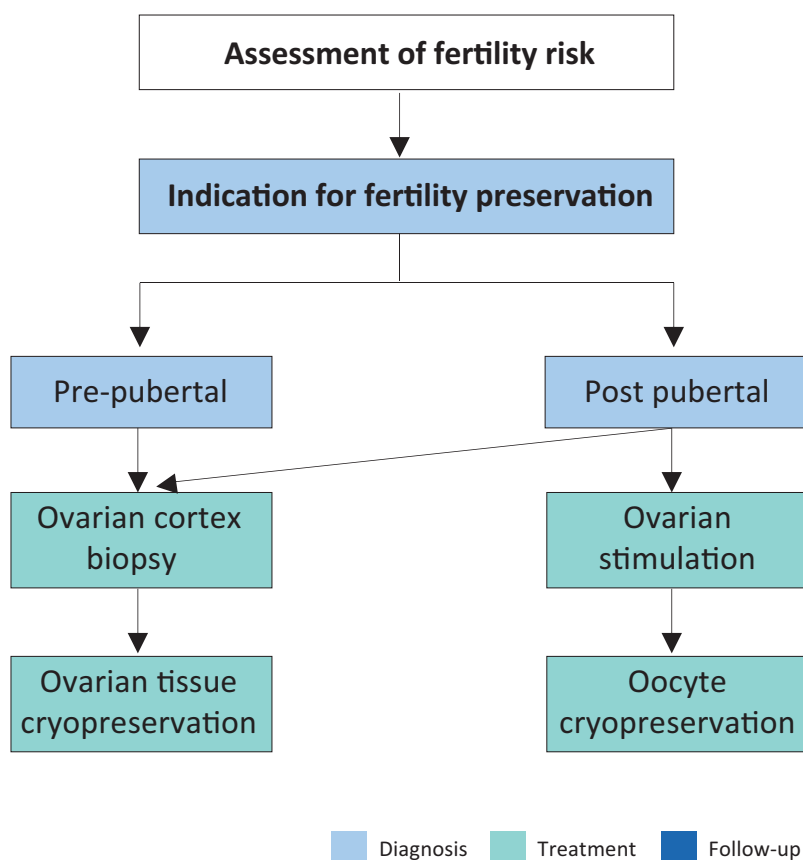 Assessment of fertility risk
Indication for fertility preservation
Pre-pubertal
Post pubertal
Ovarian cortex
biopsy
Ovarian
stimulation
Ovarian tissue
cryopreservation
Oocyte
cryopreservation
Diagnosis
Treatment
Follow-up